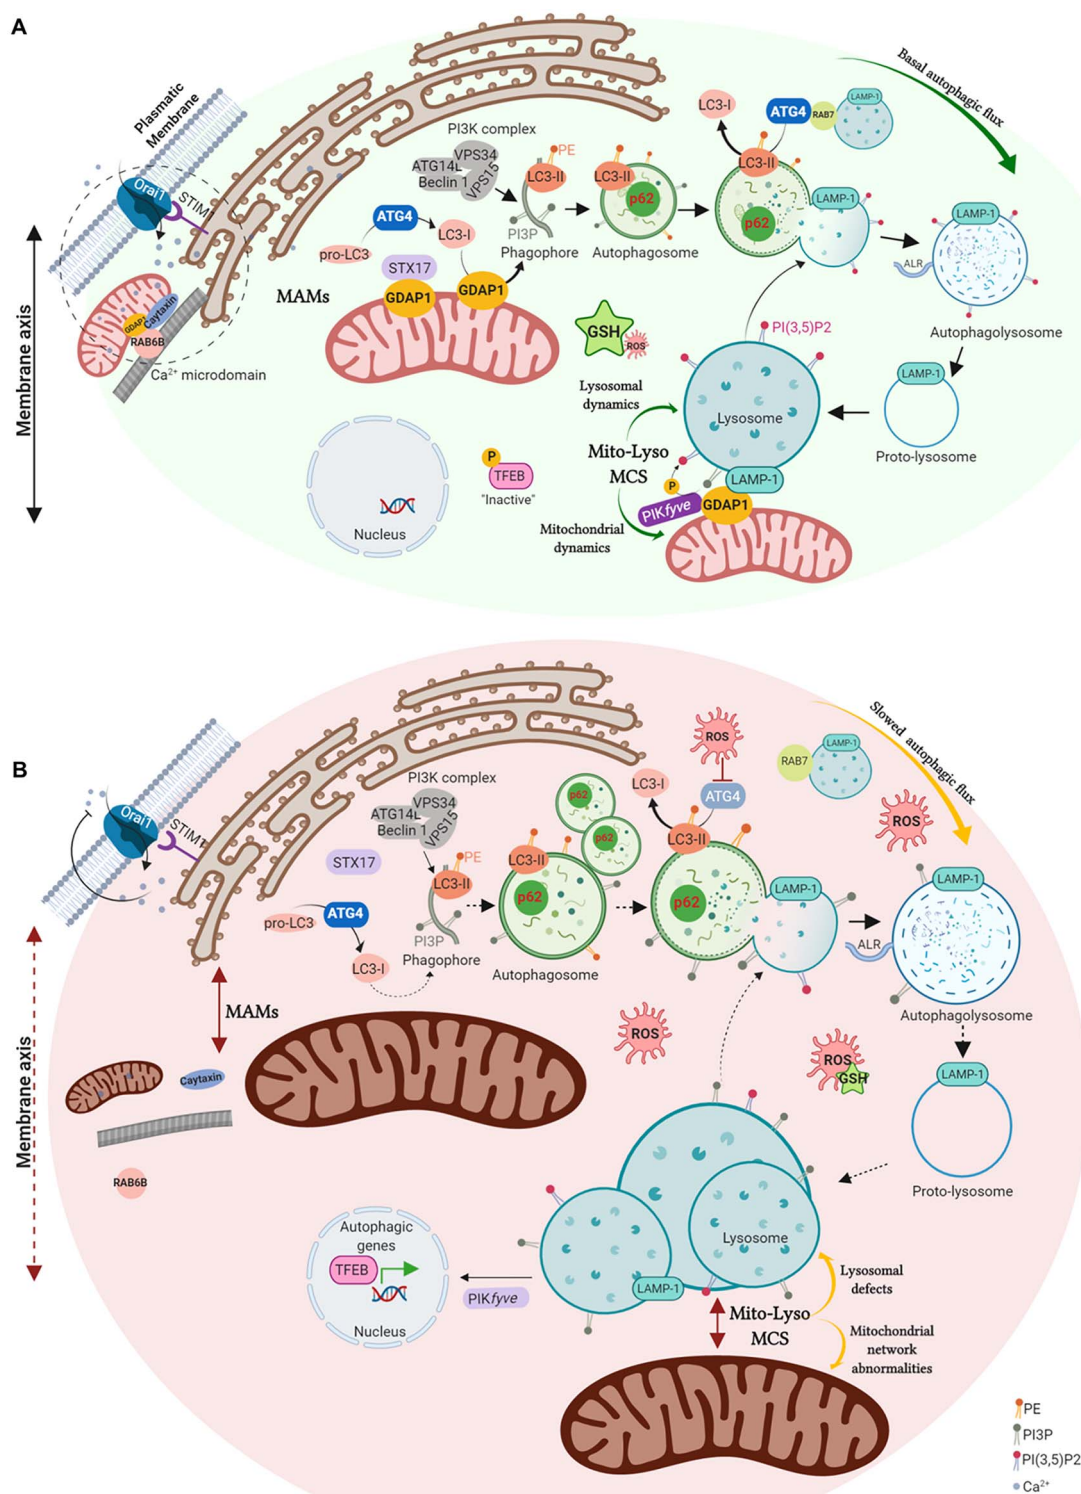 A
Plasmatic
Membrane
Orai1
STIM1
GDAP1
Caytaxin
RAB6B
Ca2+ microdomain
Membrane axis
MAMs
PI3K complex
VPS34
ATG14L
Beclin 1
VPS15
ATG4
pro-LC3
LC3-I
STX17
GDAP1
GDAP1
PE
LC3-II
PI3P
Phagophore
LC3-II
p62
Autophagosome
LC3-I
ATG4
RAB7
LAMP-1
LC3-II
p62
LAMP-1
Basal autophagic flux
LAMP-1
ALR
Autophagolysosome
LAMP-1
Proto-lysosome
GSH
ROS
PI(3,5)P2
Lysosome
Lysosomal
dynamics
Mito-Lyso
MCS
Mitochondrial
dynamics
P
PIKfyve
GDAP1
LAMP-1
P
TFEB
"Inactive"
Nucleus
B
Orai1
STIM1
Membrane axis
MAMs
Caytaxin
RAB6B
PI3K complex
VPS34
ATG14L
Beclin 1
VPS15
STX17
pro-LC3
ATG4
LC3-I
PE
LC3-II
PI3P
Phagophore
LC3-II
p62
p62
p62
Autophagosome
LC3-I
ROS
ATG4
LC3-II
p62
LAMP-1
RAB7
LAMP-1
Slowed autophagic flux
ROS
LAMP-1
ALR
Autophagolysosome
ROS
ROS
GSH
LAMP-1
Proto-lysosome
Lysosome
LAMP-1
Autophagic
genes
TFEB
Nucleus
PIKfyve
Mito-Lyso
MCS
Lysosomal
defects
Mitochondrial
network
abnormalities
PE
PI3P
PI(3,5)P2
Ca2+